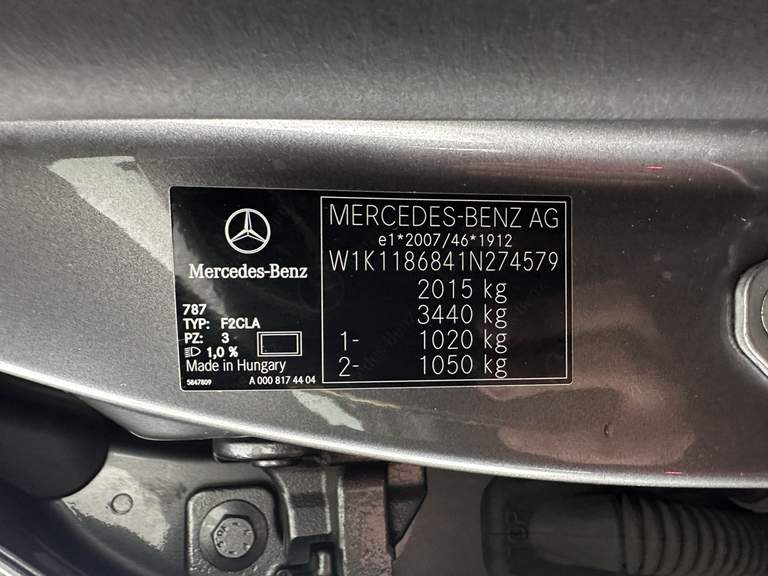 MERCEDES-BENZ AG
e1*2007/46*1912
W1K1186841N274579
2015 kg
3440 kg
1- 1020 kg
2- 1050 kg
Mercedes-Benz
787
TYP: F2CLA
PZ: 3
1,0 %
Made in Hungary
5847809 A 000 817 44 04